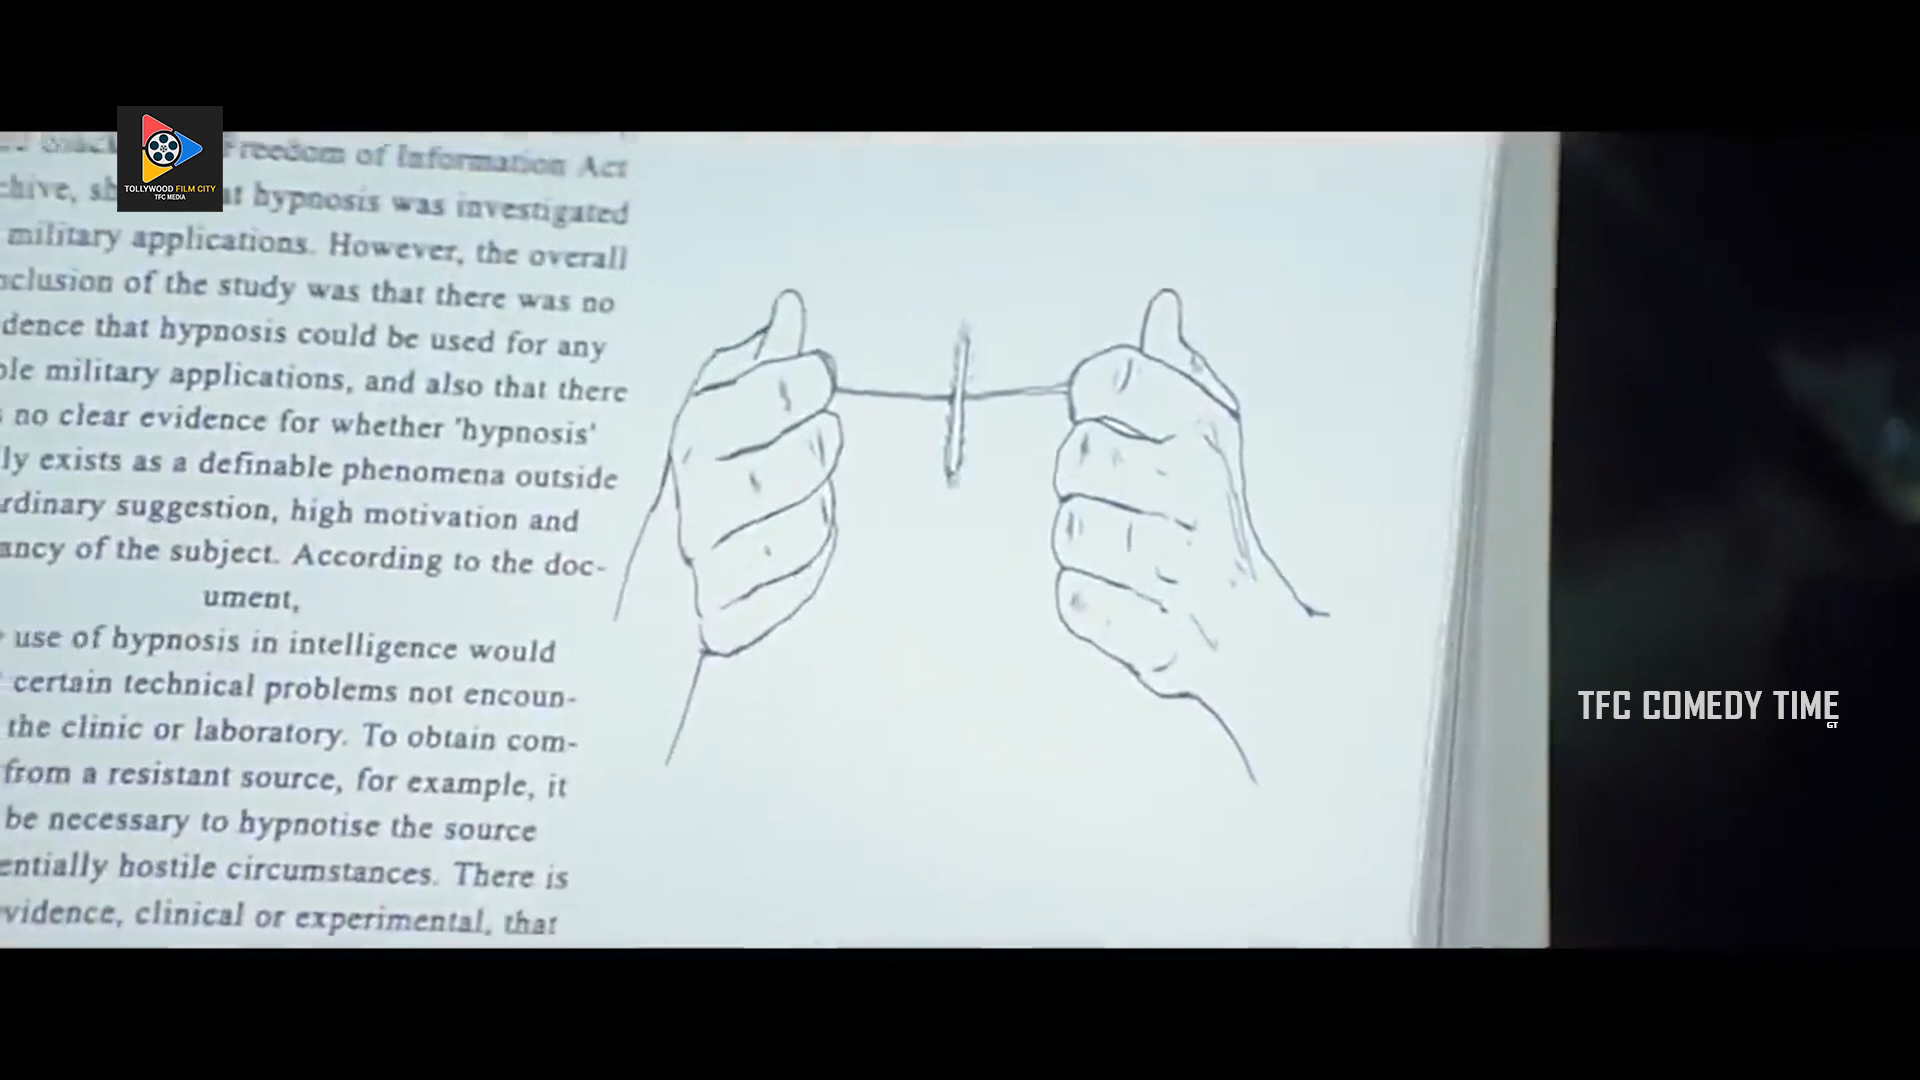 Freedom of Information Act
chive, at hypnosis was investigated
military applications. However, the overall
nclusion of the study was that there was no
dence that hypnosis could be used for any
ble military applications, and also that there
no clear evidence for whether 'hypnosis'
lly exists as a definable phenomena outside
rdinary suggestion, high motivation and
ancy of the subject. According to the doc-
ument,
use of hypnosis in intelligence would
certain technical problems not encoun-
the clinic or laboratory. To obtain com-
from a resistant source, for example, it
be necessary to hypnotise the source
entially hostile circumstances. There is
vidence, clinical or experimental, that
TOLLYWOOD FILM CITY
TFC MEDIA
TFC COMEDY TIME
GT